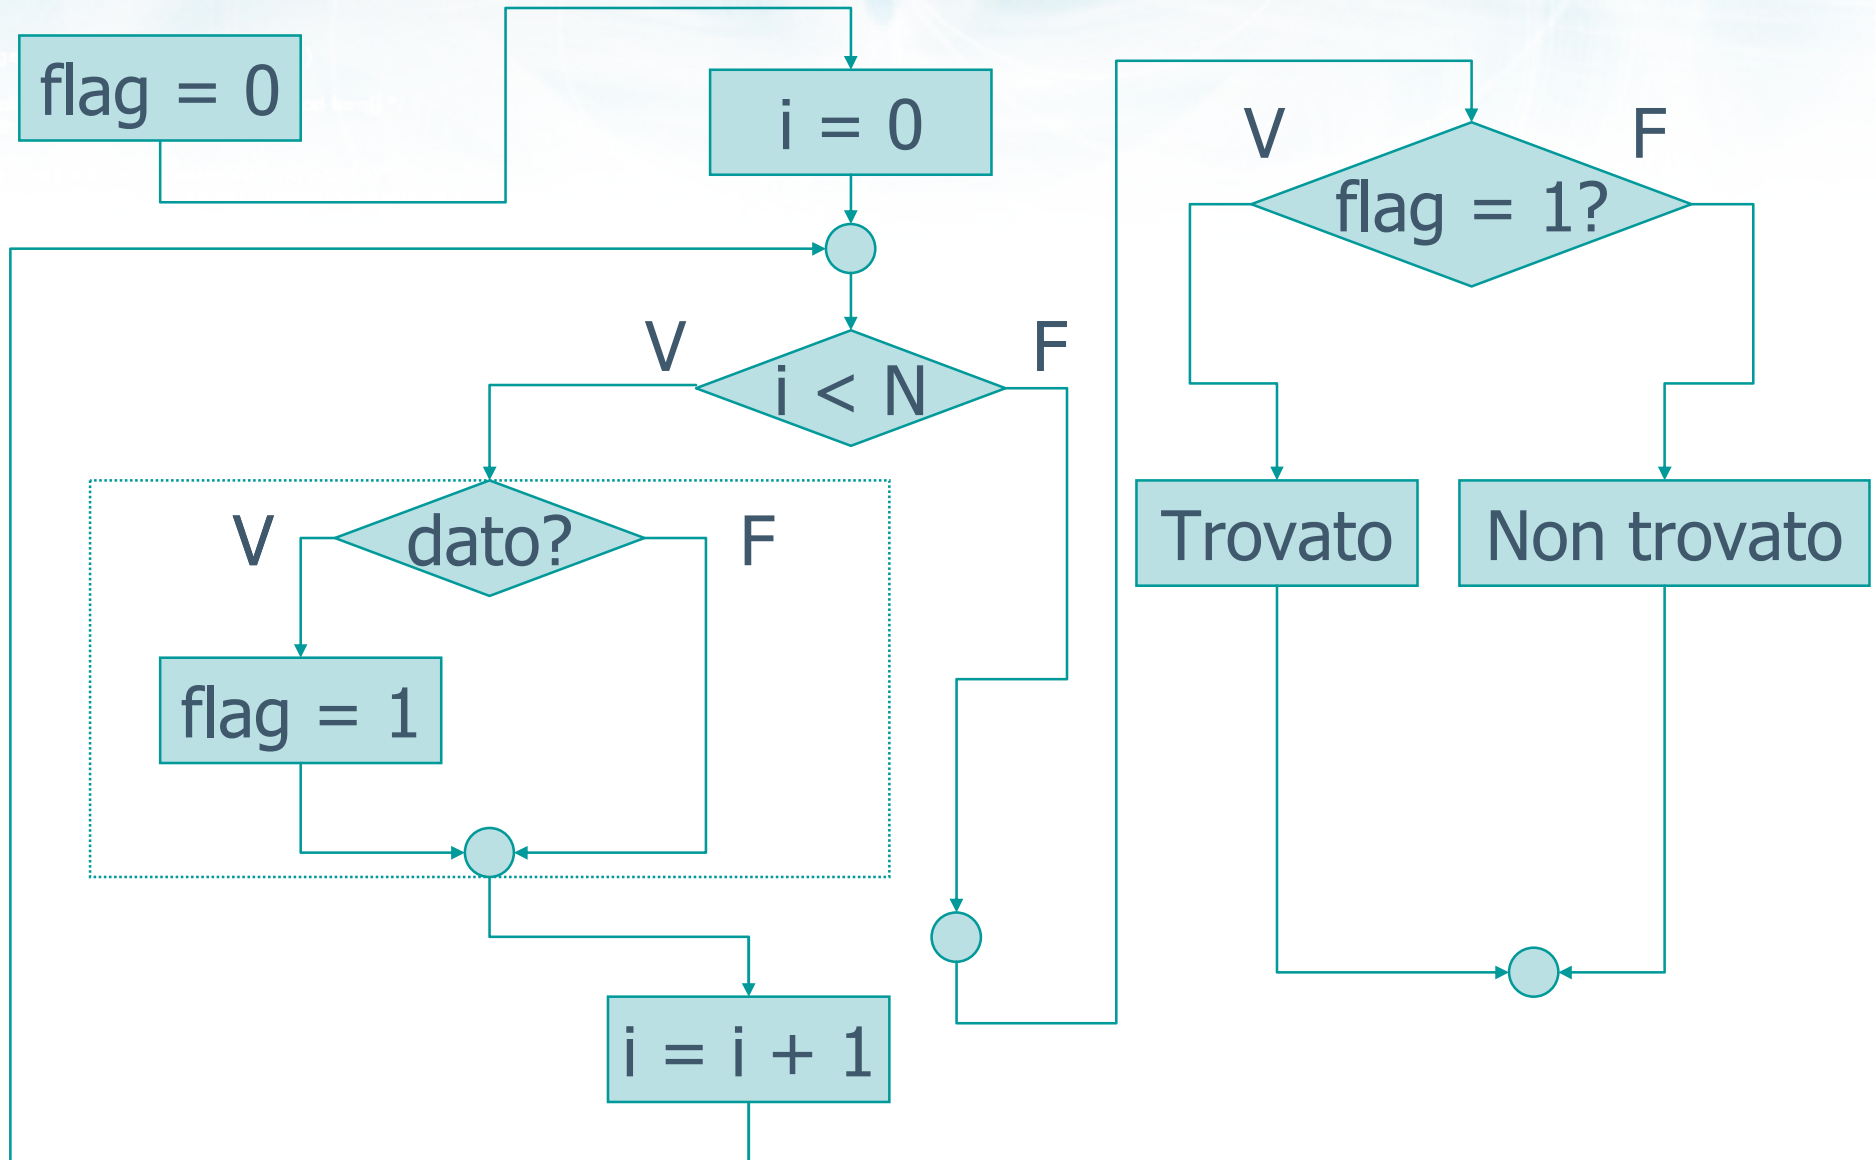 flag = 0
i = 0
V
F
i < N
V
F
dato?
flag = 1
i = i + 1
V
F
flag = 1?
Trovato
Non trovato